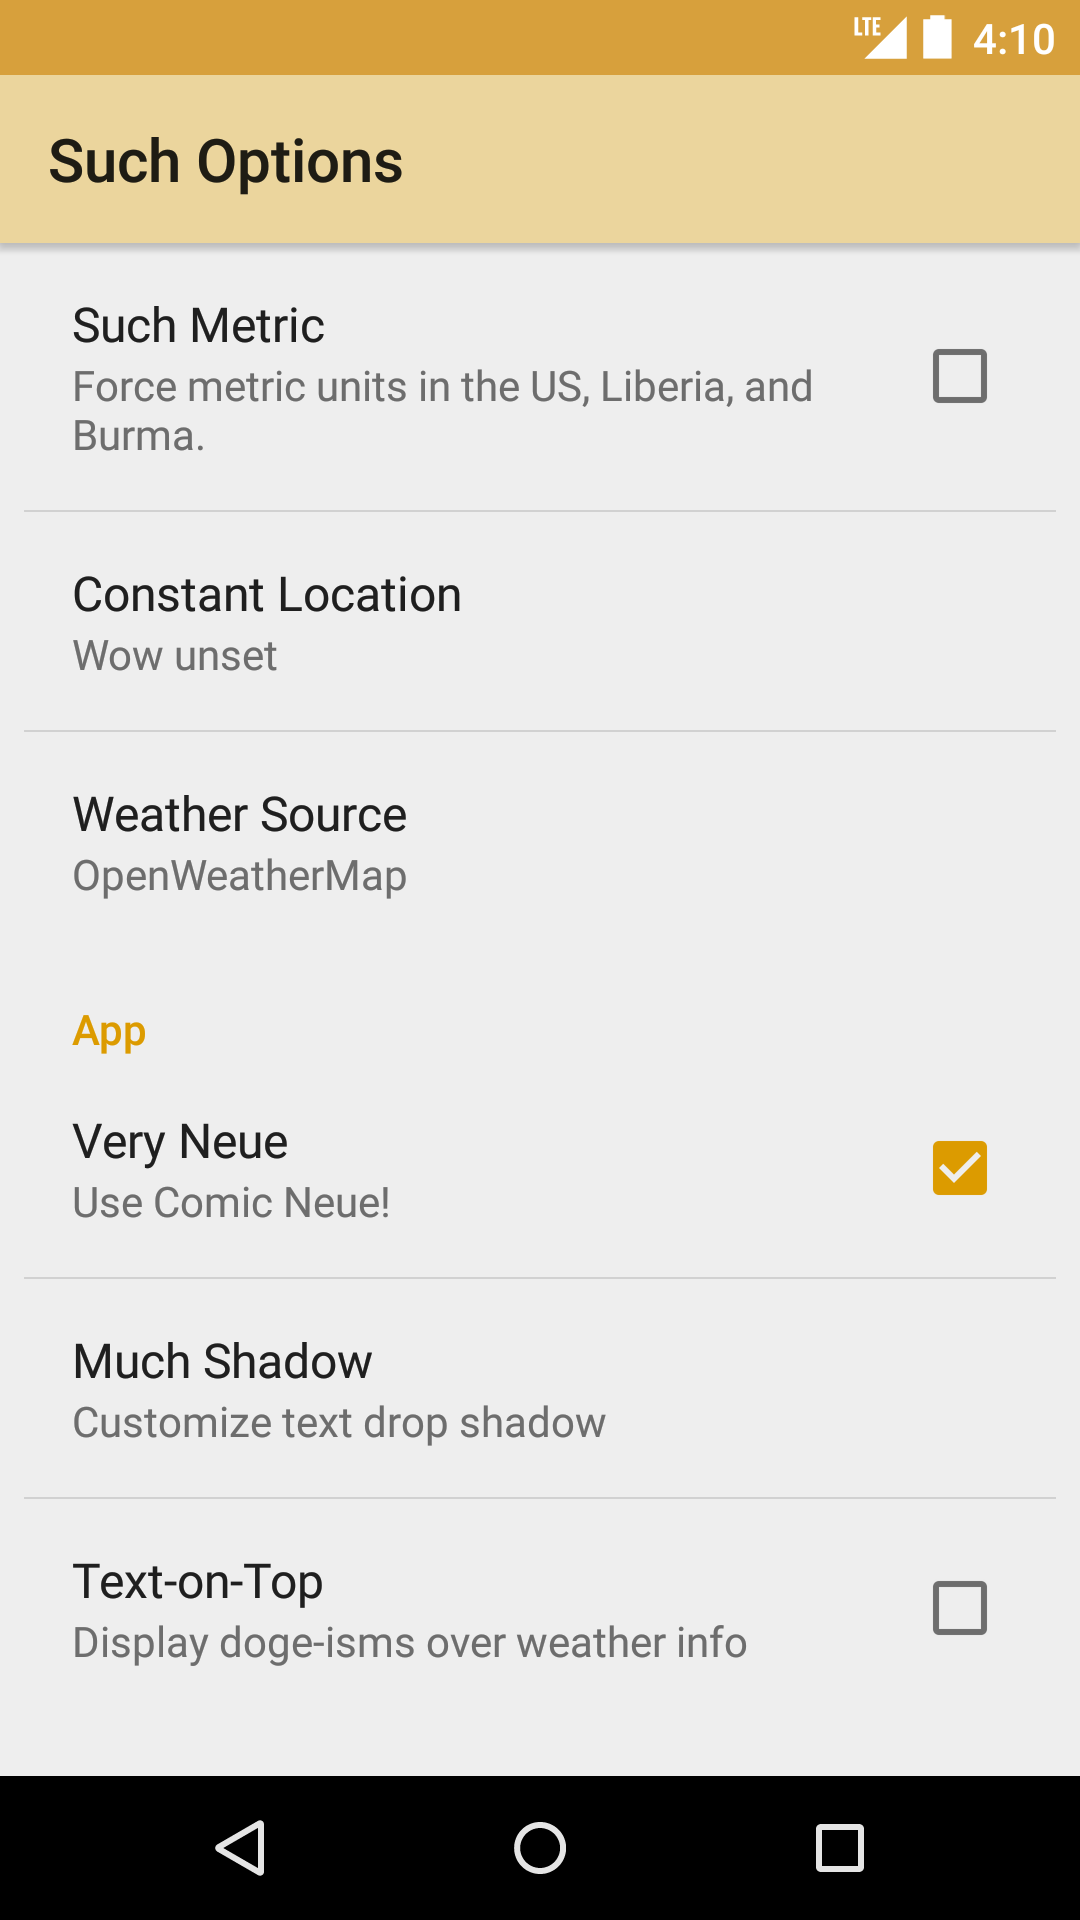 LTE 4:10
Such Options
Such Metric
Force metric units in the US, Liberia, and
Burma.
Constant Location
Wow unset
Weather Source
OpenWeatherMap
App
Very Neue
Use Comic Neue!
Much Shadow
Customize text drop shadow
Text-on-Top
Display doge-isms over weather info